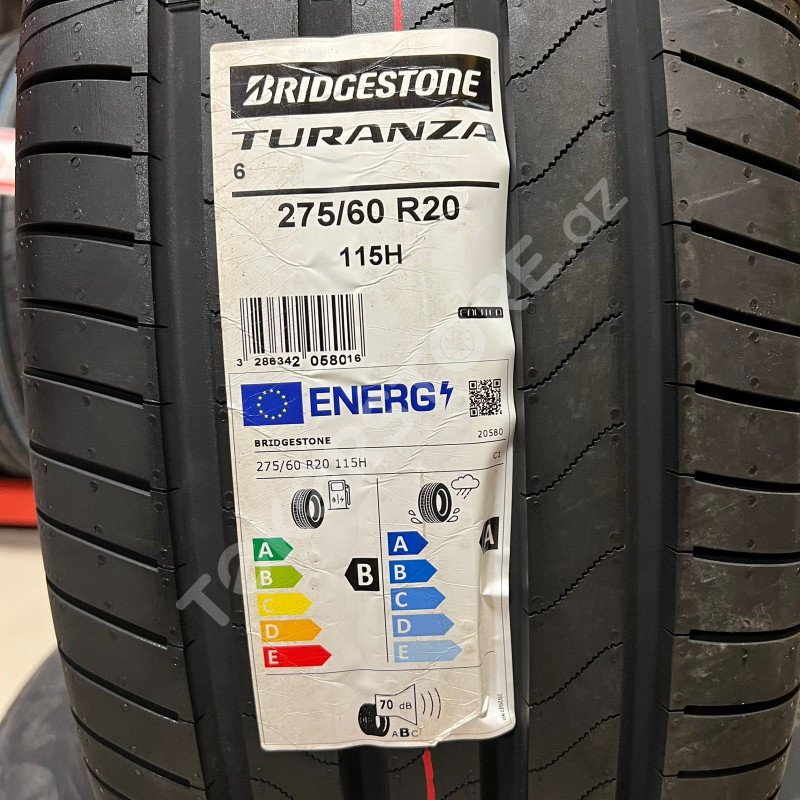 BRIDGESTONE
TURANZA
6
275/60 R20
115H
ENLITEN
3 286342 058016
ENERG
BRIDGESTONE
20580
275/60 R20 115H
C1
A
B
C
D
E
B
A
B
C
D
E
A
70 dB
ABC